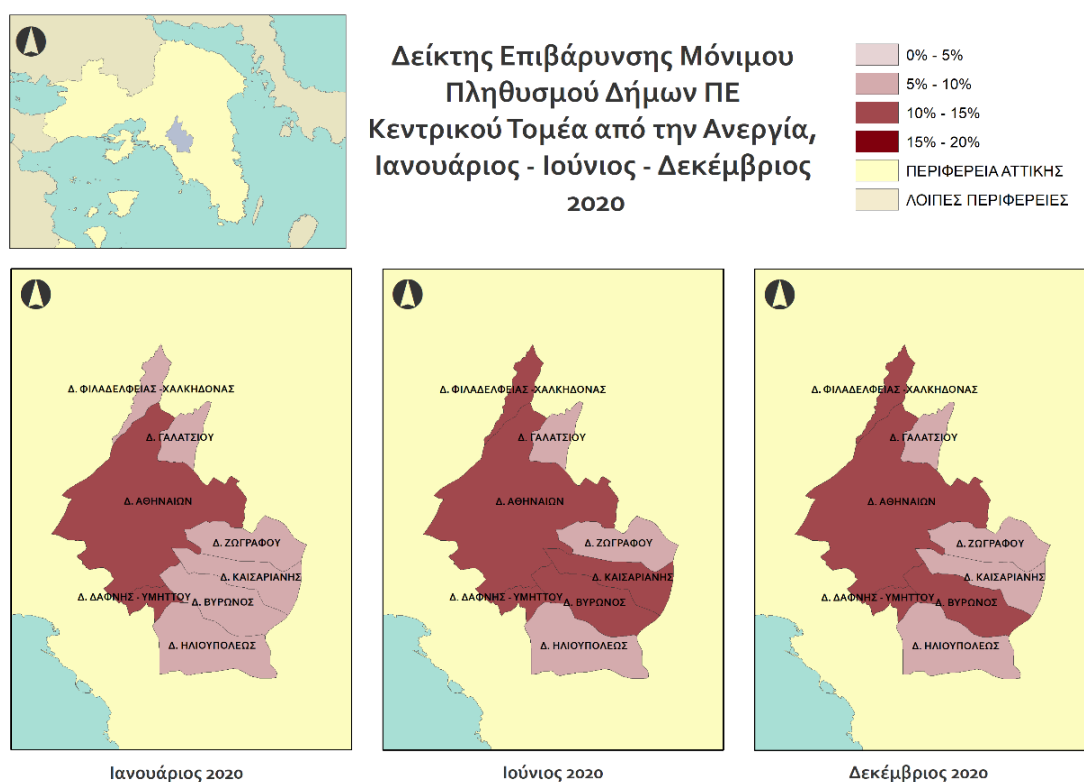 Δείκτης Επιβάρυνσης Μόνιμου
Πληθυσμού Δήμων ΠΕ
Κεντρικού Τομέα από την Ανεργία,
Ιανουάριος - Ιούνιος - Δεκέμβριος
2020
0% - 5%
5% - 10%
10% - 15%
15% - 20%
ΠΕΡΙΦΕΡΕΙΑ ΑΤΤΙΚΗΣ
ΛΟΙΠΕΣ ΠΕΡΙΦΕΡΕΙΕΣ
Δ. ΦΙΛΑΔΕΛΦΕΙΑΣ -ΧΑΛΚΗΔΟΝΑΣ
Δ. ΓΑΛΑΤΣΙΟΥ
Δ. ΑΘΗΝΑΙΩΝ
Δ. ΖΩΓΡΑΦΟΥ
Δ. ΚΑΙΣΑΡΙΑΝΗΣ
Δ. ΔΑΦΝΗΣ - ΥΜΗΤΤΟΥ
Δ. ΒΥΡΩΝΟΣ
Δ. ΗΛΙΟΥΠΟΛΕΩΣ
Ιανουάριος 2020
Δ. ΦΙΛΑΔΕΛΦΕΙΑΣ -ΧΑΛΚΗΔΟΝΑΣ
Δ. ΓΑΛΑΤΣΙΟΥ
Δ. ΑΘΗΝΑΙΩΝ
Δ. ΖΩΓΡΑΦΟΥ
Δ. ΚΑΙΣΑΡΙΑΝΗΣ
Δ. ΔΑΦΝΗΣ - ΥΜΗΤΤΟΥ
Δ. ΒΥΡΩΝΟΣ
Δ. ΗΛΙΟΥΠΟΛΕΩΣ
Ιούνιος 2020
Δ. ΦΙΛΑΔΕΛΦΕΙΑΣ -ΧΑΛΚΗΔΟΝΑΣ
Δ. ΓΑΛΑΤΣΙΟΥ
Δ. ΑΘΗΝΑΙΩΝ
Δ. ΖΩΓΡΑΦΟΥ
Δ. ΚΑΙΣΑΡΙΑΝΗΣ
Δ. ΔΑΦΝΗΣ - ΥΜΗΤΤΟΥ
Δ. ΒΥΡΩΝΟΣ
Δ. ΗΛΙΟΥΠΟΛΕΩΣ
Δεκέμβριος 2020